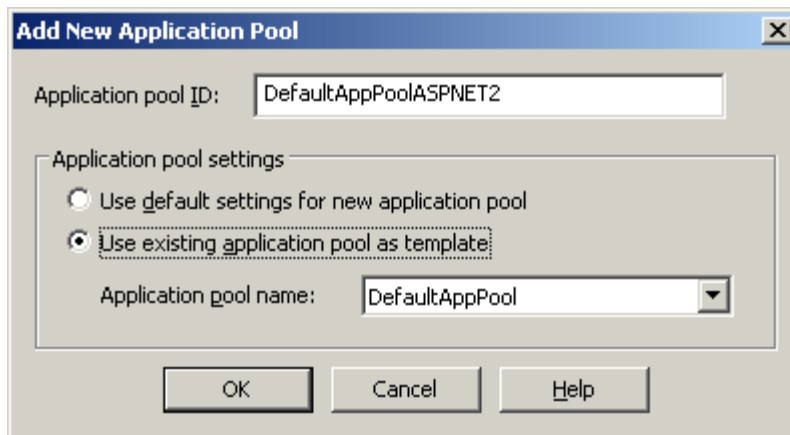 Add New Application Pool
Application pool ID: DefaultAppPoolASPNET2
Application pool settings
Use default settings for new application pool
Use existing application pool as template
Application pool name: DefaultAppPool
OK Cancel Help